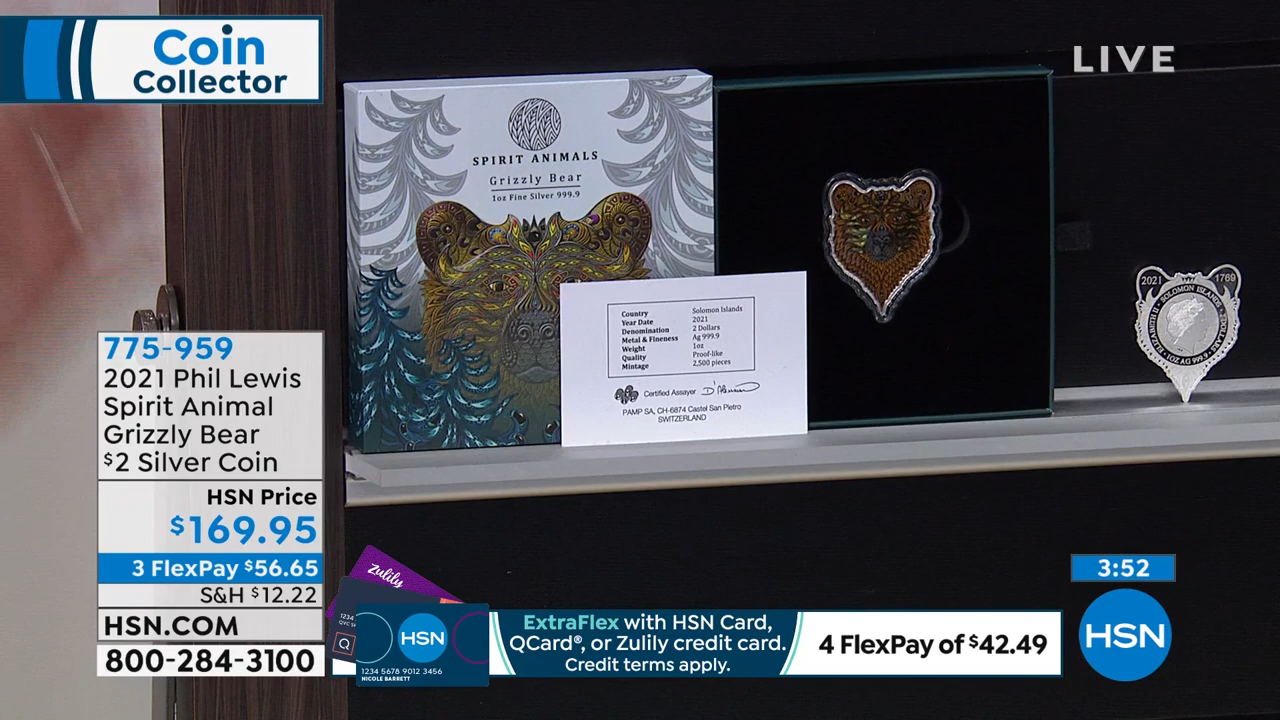 Coin
Collector
LIVE
SPIRIT ANIMALS
Grizzly Bear
1oz Fine Silver 999.9
Country Solomon Islands
Year Date 2021
Denomination 2 Dollars
Metal & Fineness Ag 999.9
Weight 1oz
Quality Proof-like
Mintage 2,500 pieces
Certified Assayer
PAMP SA, CH-6874 Castel San Pietro
SWITZERLAND
2021 1769
SOLOMON ISLANDS
1OZ AG 999.9
775-959
2021 Phil Lewis
Spirit Animal
Grizzly Bear
$2 Silver Coin
HSN Price
$169.95
3 FlexPay $56.65
S&H $12.22
HSN.COM
800-284-3100
Zulily
1234
Q
HSN
1234 5678 9012 3456
NICOLE BARRETT
ExtraFlex with HSN Card,
QCard®, or Zulily credit card.
Credit terms apply.
4 FlexPay of $42.49
3:52
HSN